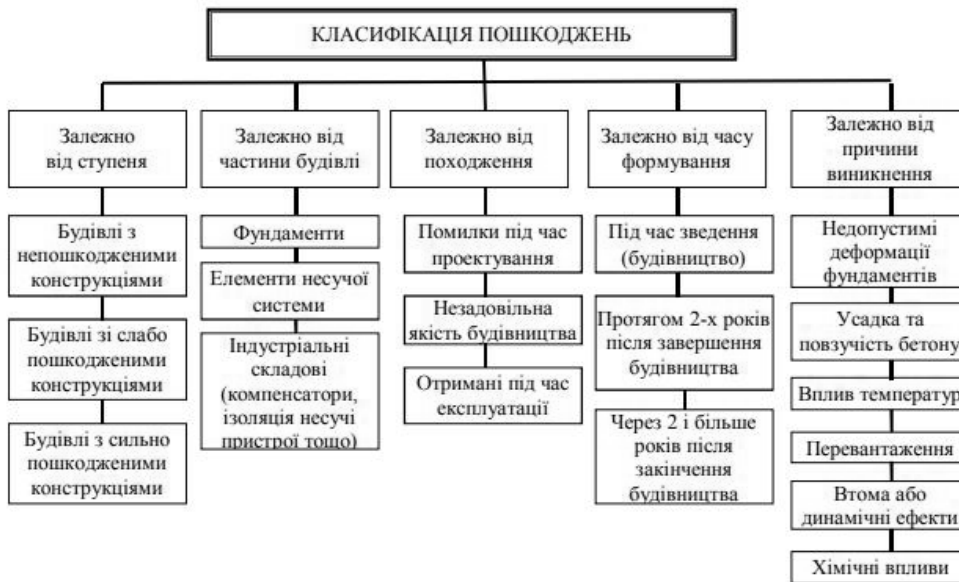 КЛАСИФІКАЦІЯ ПОШКОДЖЕНЬ
Залежно
від ступеня
Будівлі з
непошкодженими
конструкціями
Будівлі зі слабо
пошкодженими
конструкціями
Будівлі з сильно
пошкодженими
конструкціями
Залежно від
частини будівлі
Фундаменти
Елементи несучої
системи
Індустріальні
складові
(компенсатори,
ізоляція несучі
пристрої тощо)
Залежно від
походження
Помилки під час
проектування
Незадовільна
якість будівництва
Отримані під час
експлуатації
Залежно від часу
формування
Під час зведення
(будівництво)
Протягом 2-х років
після завершення
будівництва
Через 2 і більше
років після
закінчення
будівництва
Залежно від
причини
виникнення
Недопустимі
деформації
фундаментів
Усадка та
повзучість бетону
Вплив температур
Перевантаження
Втома або
динамічні ефекти
Хімічні впливи